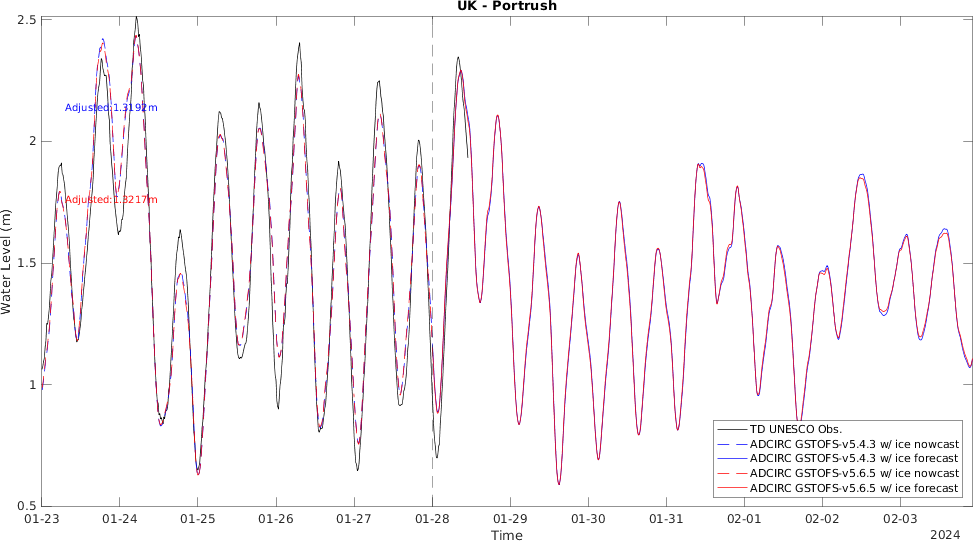 UK - Portrush
2.5
2
1.5
1
0.5
Water Level (m)
Adjusted:1.3192m
Adjusted:1.3217m
TD UNESCO Obs.
ADCIRC GSTOFS-v5.4.3 w/ ice nowcast
ADCIRC GSTOFS-v5.4.3 w/ ice forecast
ADCIRC GSTOFS-v5.6.5 w/ ice nowcast
ADCIRC GSTOFS-v5.6.5 w/ ice forecast
01-23 01-24 01-25 01-26 01-27 01-28 01-29 01-30 01-31 02-01 02-02 02-03
Time
2024